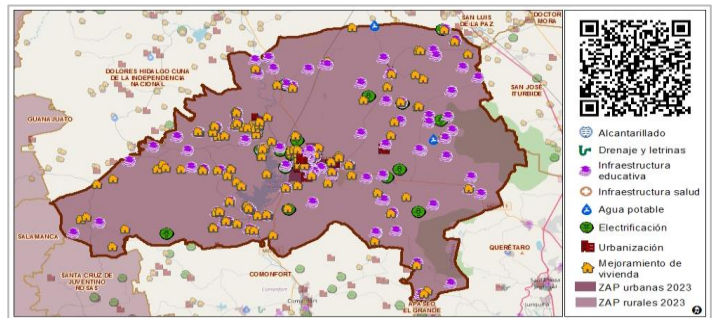 SAN LUIS
DE LA PAZ
DOCTOR
MORA
DOLORES HIDALGO CUNA
DE LA INDEPENDENCIA
NACIONAL
SAN JOSÉ
ITURBIDE
GUANAJUATO
SALAMANCA
SANTA CRUZ DE
JUVENTINO
ROSAS
COMONFORT
Comonfort
QUERÉTARO
APASEO
EL GRANDE
Alcantarillado
Drenaje y letrinas
Infraestructura
educativa
Infraestructura salud
Agua potable
Electrificación
Urbanización
Mejoramiento de
vivienda
ZAP urbanas 2023
ZAP rurales 2023